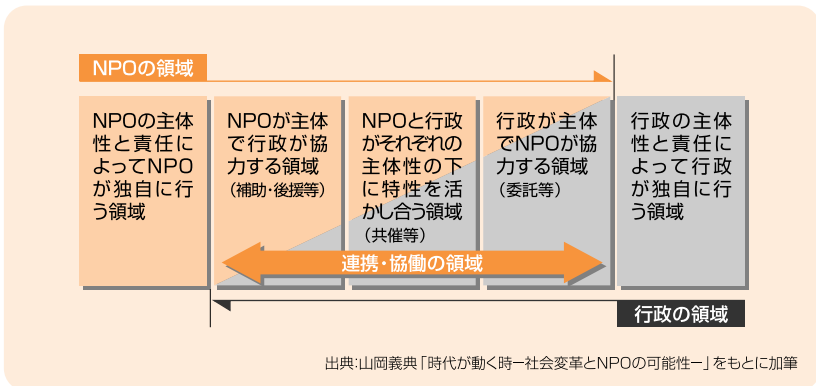 NPOの領域
NPOの主体
性と責任に
よってNPO
が独自に行
う領域
NPOが主体
で行政が協
力する領域
（補助・後援等）
NPOと行政
がそれぞれの
主体性の下
に特性を活
かし合う領域
（共催等）
行政が主体
でNPOが協
力する領域
（委託等）
行政の主体
性と責任に
よって行政
が独自に行
う領域
連携・協働の領域
行政の領域
出典：山岡義典「時代が動く時ー社会変革とNPOの可能性ー」をもとに加筆